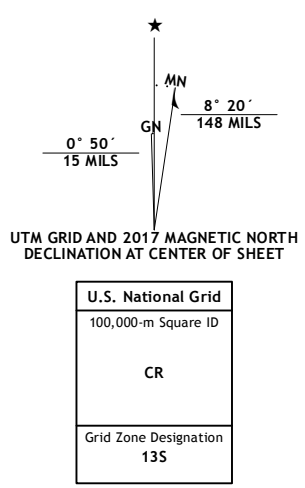 ★
MN
8° 20´
148 MILS
GN
0° 50´
15 MILS
UTM GRID AND 2017 MAGNETIC NORTH
DECLINATION AT CENTER OF SHEET
U.S. National Grid
100,000-m Square ID
CR
Grid Zone Designation
13S